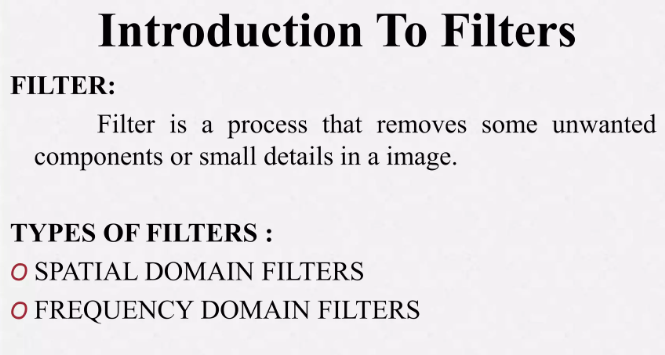 Introduction To Filters
FILTER:
Filter is a process that removes some unwanted
components or small details in a image.
TYPES OF FILTERS :
O SPATIAL DOMAIN FILTERS
O FREQUENCY DOMAIN FILTERS